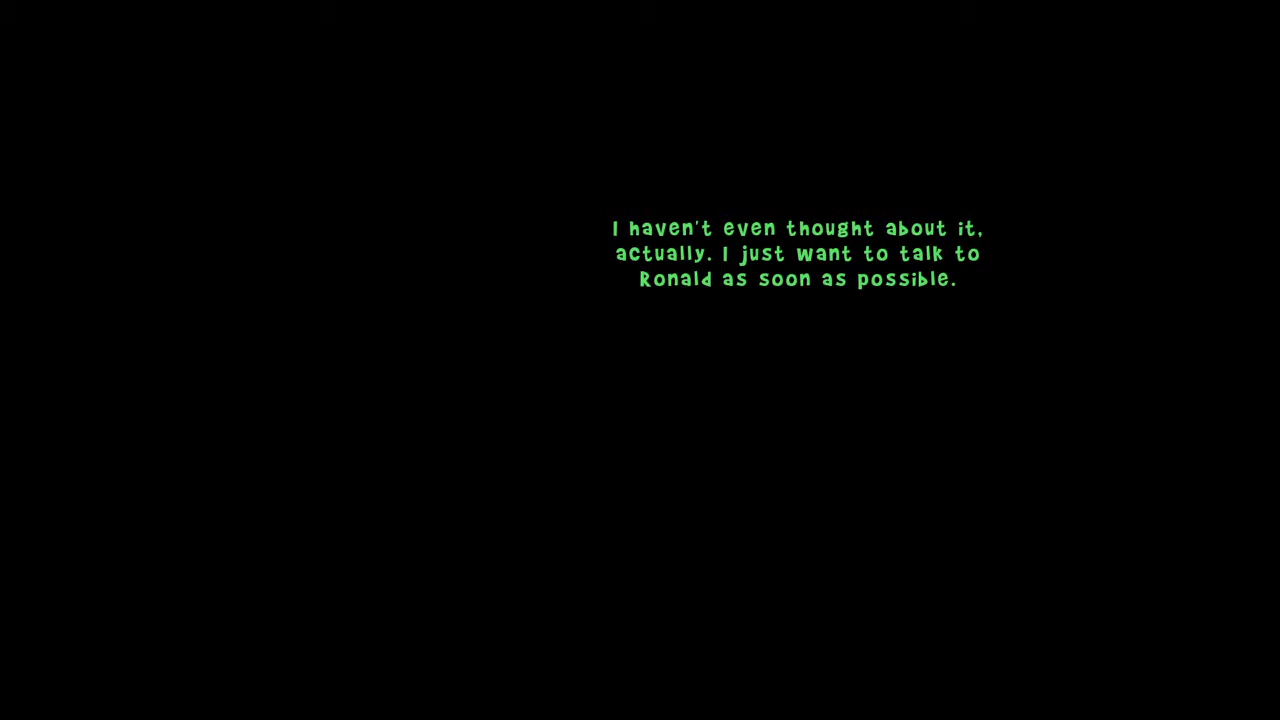 I haven't even thought about it,
actually. I just want to talk to
Ronald as soon as possible.